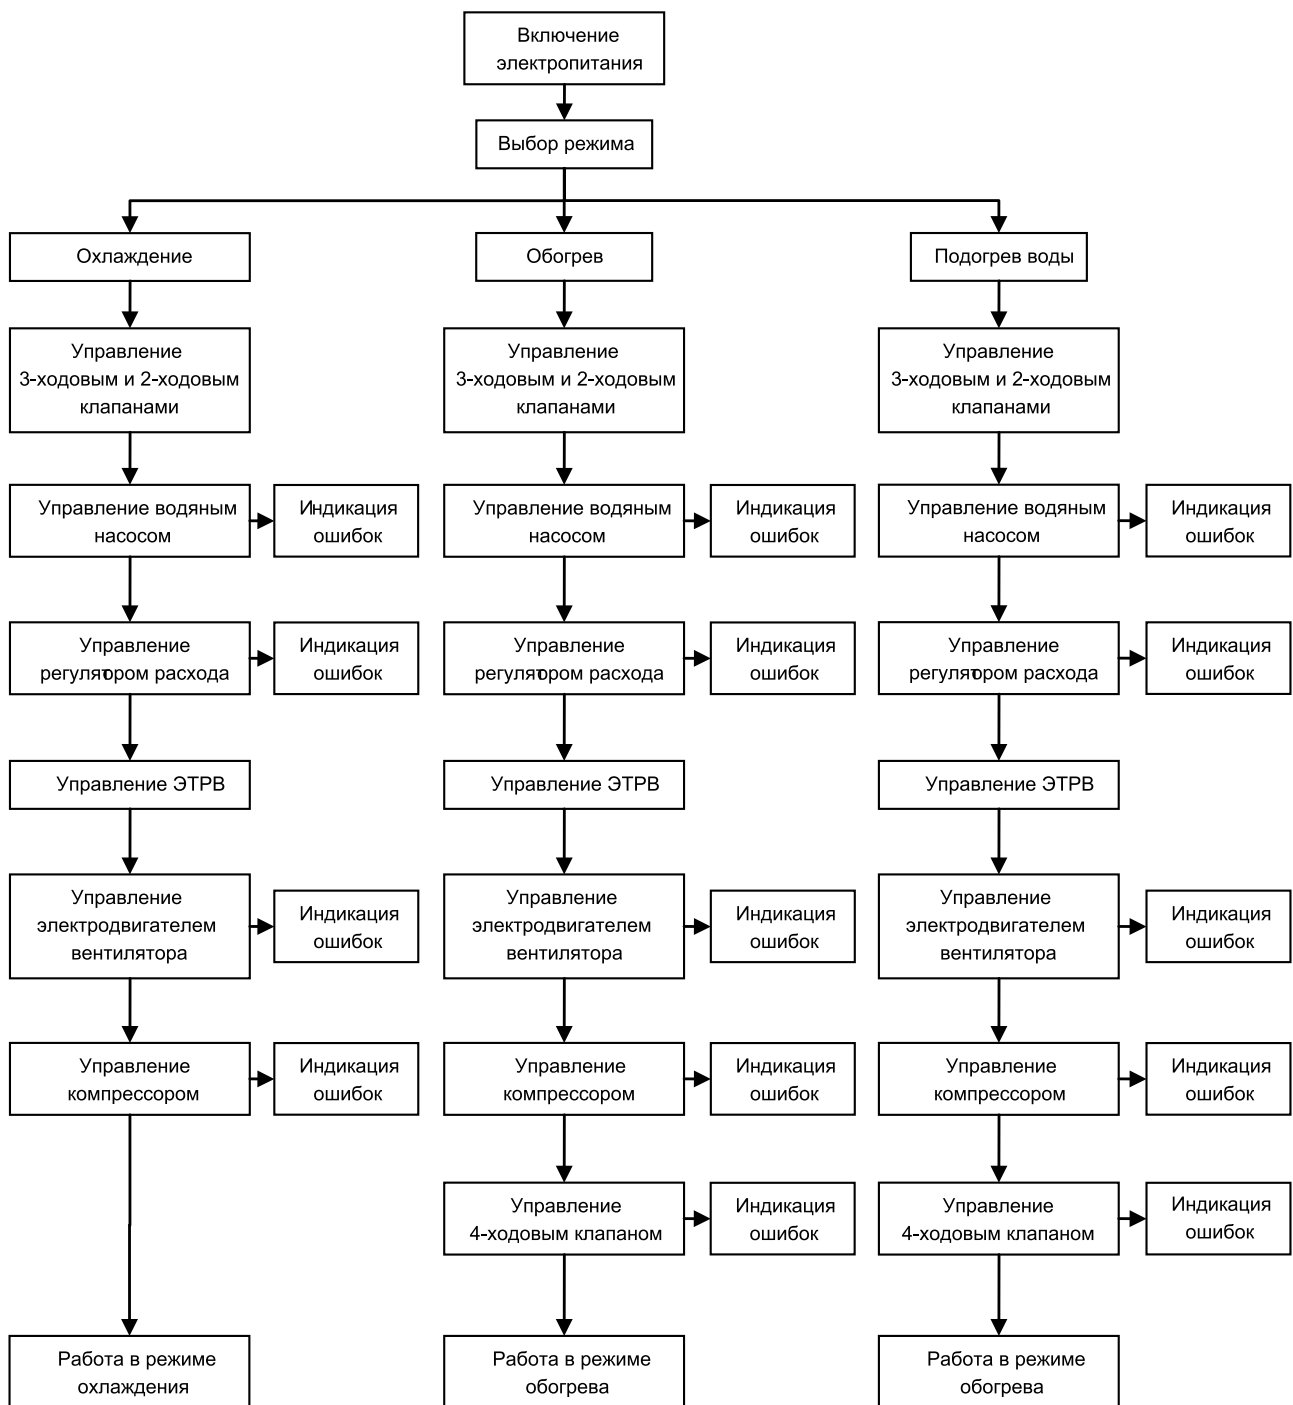 Включение
электропитания
Выбор режима
Охлаждение
Обогрев
Подогрев воды
Управление
3-ходовым и 2-ходовым
клапанами
Управление
3-ходовым и 2-ходовым
клапанами
Управление
3-ходовым и 2-ходовым
клапанами
Управление водяным
насосом
Индикация
ошибок
Управление водяным
насосом
Индикация
ошибок
Управление водяным
насосом
Индикация
ошибок
Управление
регулятором расхода
Индикация
ошибок
Управление
регулятором расхода
Индикация
ошибок
Управление
регулятором расхода
Индикация
ошибок
Управление ЭТРВ
Управление ЭТРВ
Управление ЭТРВ
Управление
электродвигателем
вентилятора
Индикация
ошибок
Управление
электродвигателем
вентилятора
Индикация
ошибок
Управление
электродвигателем
вентилятора
Индикация
ошибок
Управление
компрессором
Индикация
ошибок
Управление
компрессором
Индикация
ошибок
Управление
компрессором
Индикация
ошибок
Управление
4-ходовым клапаном
Индикация
ошибок
Управление
4-ходовым клапаном
Индикация
ошибок
Работа в режиме
охлаждения
Работа в режиме
обогрева
Работа в режиме
обогрева